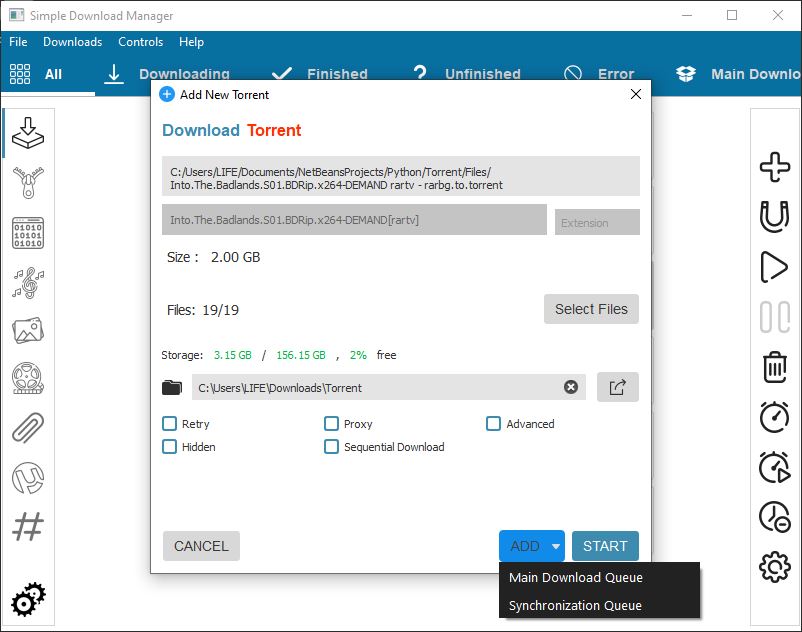 Simple Download Manager
File Downloads Controls Help
All Downloading Finished ? Unfinished Error Main Downlo
Add New Torrent
Download Torrent
C:/Users/LIFE/Documents/NetBeansProjects/Python/Torrent/Files/
Into.The.Badlands.S01.BDRip.x264-DEMAND rartv - rarbg.to.torrent
Into.The.Badlands.S01.BDRip.x264-DEMAND[rartv] Extension
Size : 2.00 GB
Files: 19/19 Select Files
Storage: 3.15 GB / 156.15 GB , 2% free
C:\Users\LIFE\Downloads\Torrent
Retry Proxy Advanced
Hidden Sequential Download
CANCEL ADD START
Main Download Queue
Synchronization Queue
01010
10101
01010
#